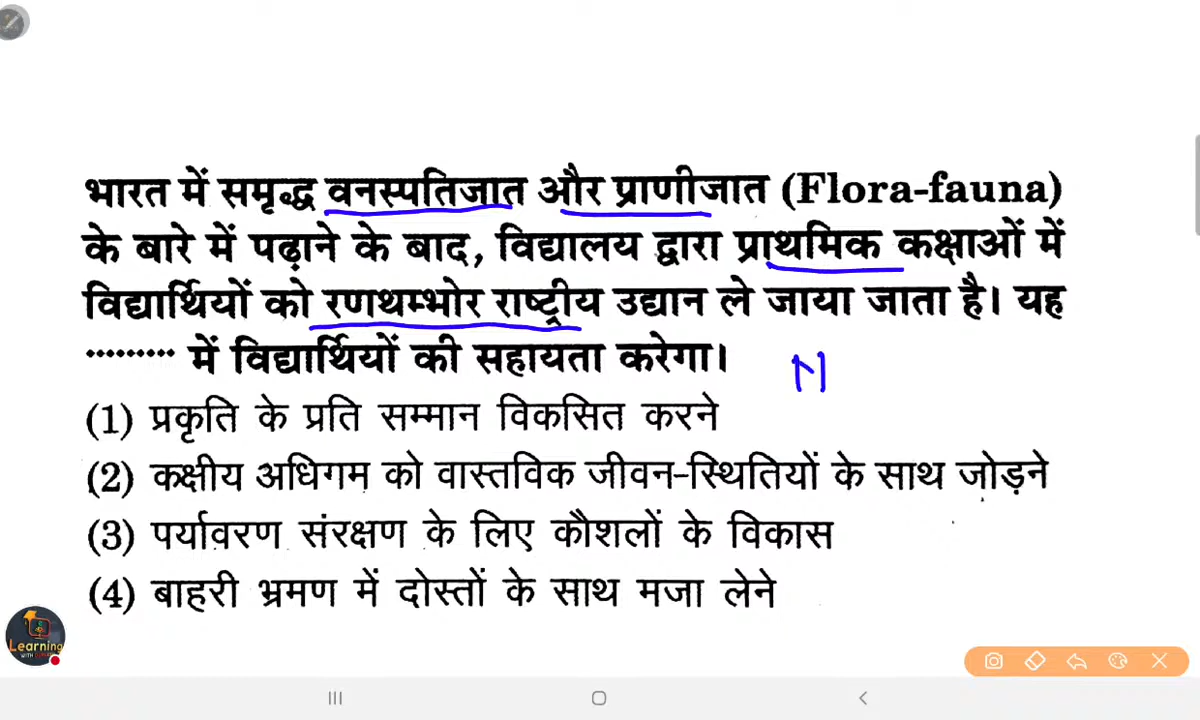 भारत में समृद्ध वनस्पतिजात और प्राणीजात (Flora-fauna)
के बारे में पढ़ाने के बाद, विद्यालय द्वारा प्राथमिक कक्षाओं में
विद्यार्थियों को रणथम्भोर राष्ट्रीय उद्यान ले जाया जाता है। यह
......... में विद्यार्थियों की सहायता करेगा।
(1) प्रकृति के प्रति सम्मान विकसित करने
(2) कक्षीय अधिगम को वास्तविक जीवन-स्थितियों के साथ जोड़ने
(3) पर्यावरण संरक्षण के लिए कौशलों के विकास
(4) बाहरी भ्रमण में दोस्तों के साथ मजा लेने
Learning